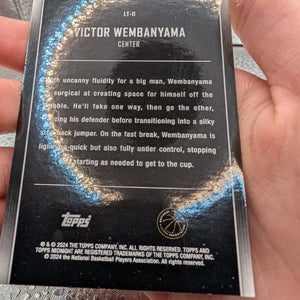 LT-11
VICTOR WEMBANYAMA
CENTER
With uncanny fluidity for a big man, Wembanyama
surgical at creating space for himself off the
He'll fake one way, then go the other,
his defender before transitioning into a silky
jumper. On the fast break, Wembanyama is
quick but also fully under control, stopping
starting as needed to get to the cup.
Topps
® & © 2024 THE TOPPS COMPANY, INC. ALL RIGHTS RESERVED. TOPPS AND
TOPPS MIDNIGHT ARE REGISTERED TRADEMARKS OF THE TOPPS COMPANY, INC.
© 2024 the National Basketball Players Association. All rights reserved.